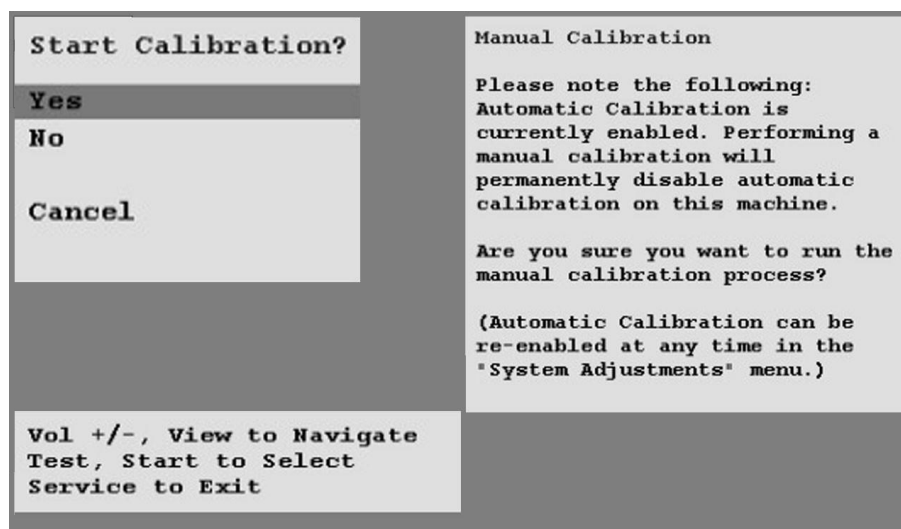 Start Calibration?
Yes
No
Cancel
Manual Calibration
Please note the following:
Automatic Calibration is
currently enabled. Performing a
manual calibration will
permanently disable automatic
calibration on this machine.
Are you sure you want to run the
manual calibration process?
(Automatic Calibration can be
re-enabled at any time in the
"System Adjustments" menu.)
Vol +/-, View to Navigate
Test, Start to Select
Service to Exit